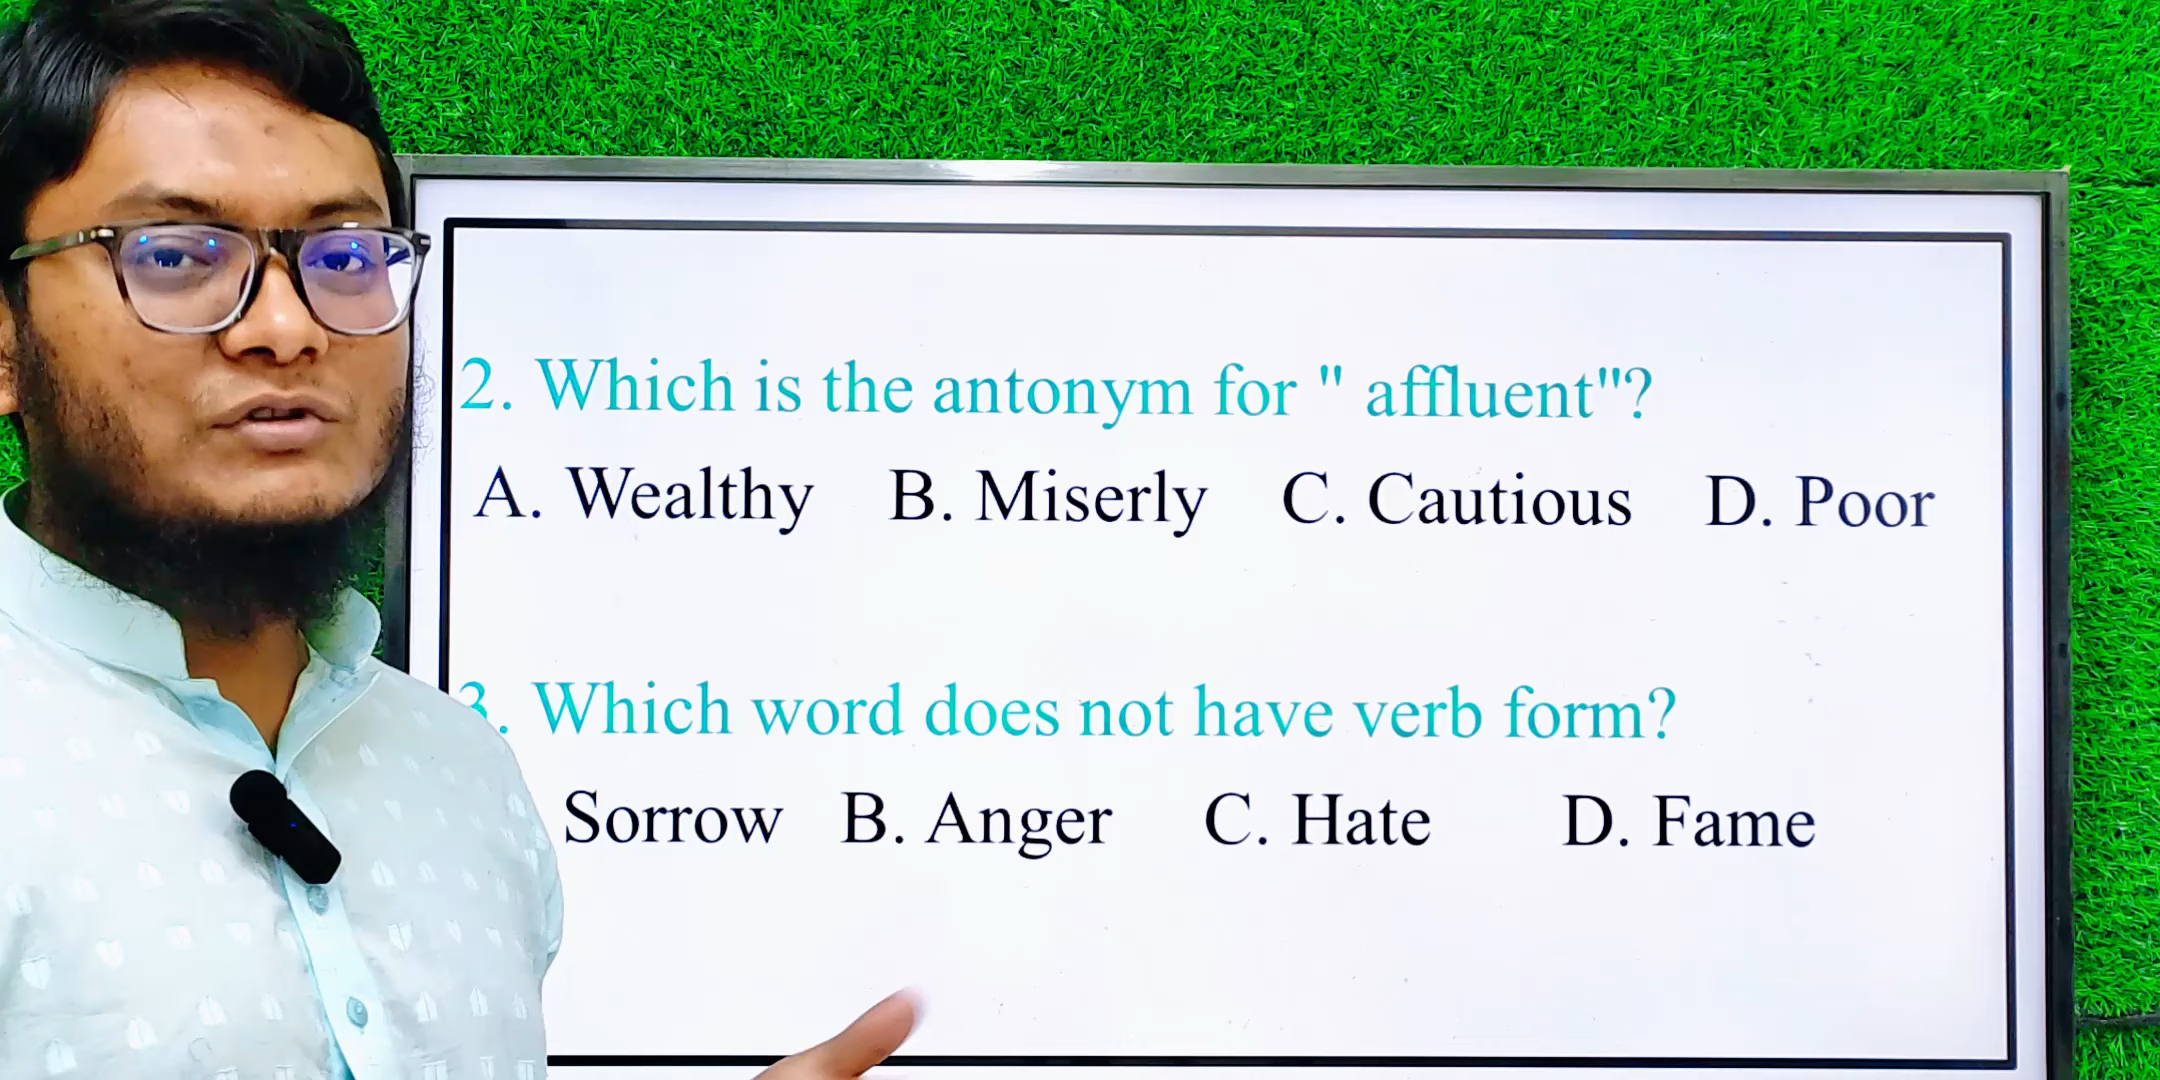 2. Which is the antonym for " affluent"?
A. Wealthy B. Miserly C. Cautious D. Poor
3. Which word does not have verb form?
Sorrow B. Anger C. Hate D. Fame